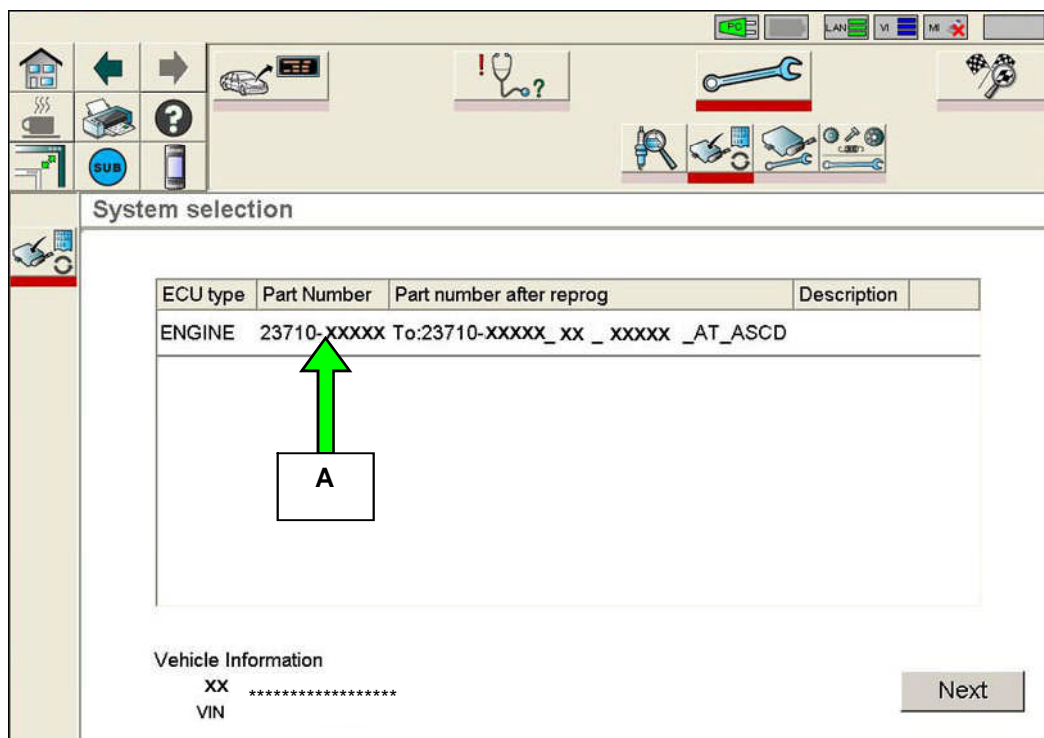 PC LAN VI MI
!
?
?
SUB
System selection
ECU type Part Number Part number after reprog Description
ENGINE 23710-XXXXX To:23710-XXXXX_ XX _ XXXXX _AT_ASCD
A
Vehicle Information
XX ******************
VIN
Next